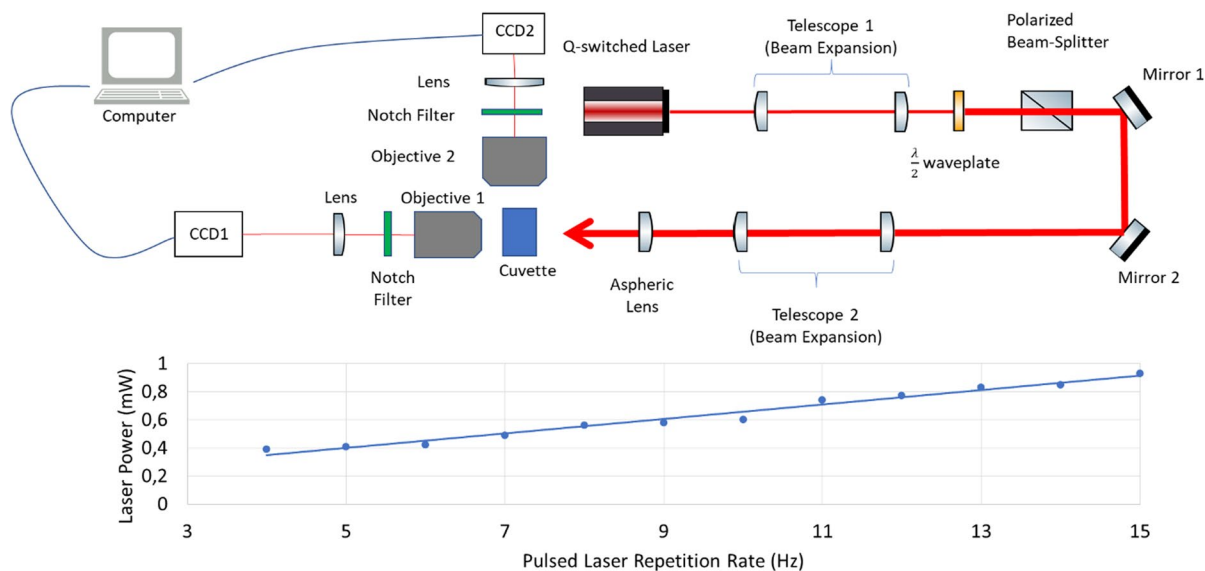 CCD2
Q-switched Laser
Telescope 1
(Beam Expansion)
Polarized
Beam-Splitter
Mirror 1
Lens
Computer
Notch Filter
Objective 2
λ/2 waveplate
Lens
Objective 1
CCD1
Notch
Filter
Cuvette
Aspheric
Lens
Mirror 2
Telescope 2
(Beam Expansion)
Laser Power (mW)
1
0,8
0,6
0,4
0,2
0
3
5
7
9
11
13
15
Pulsed Laser Repetition Rate (Hz)